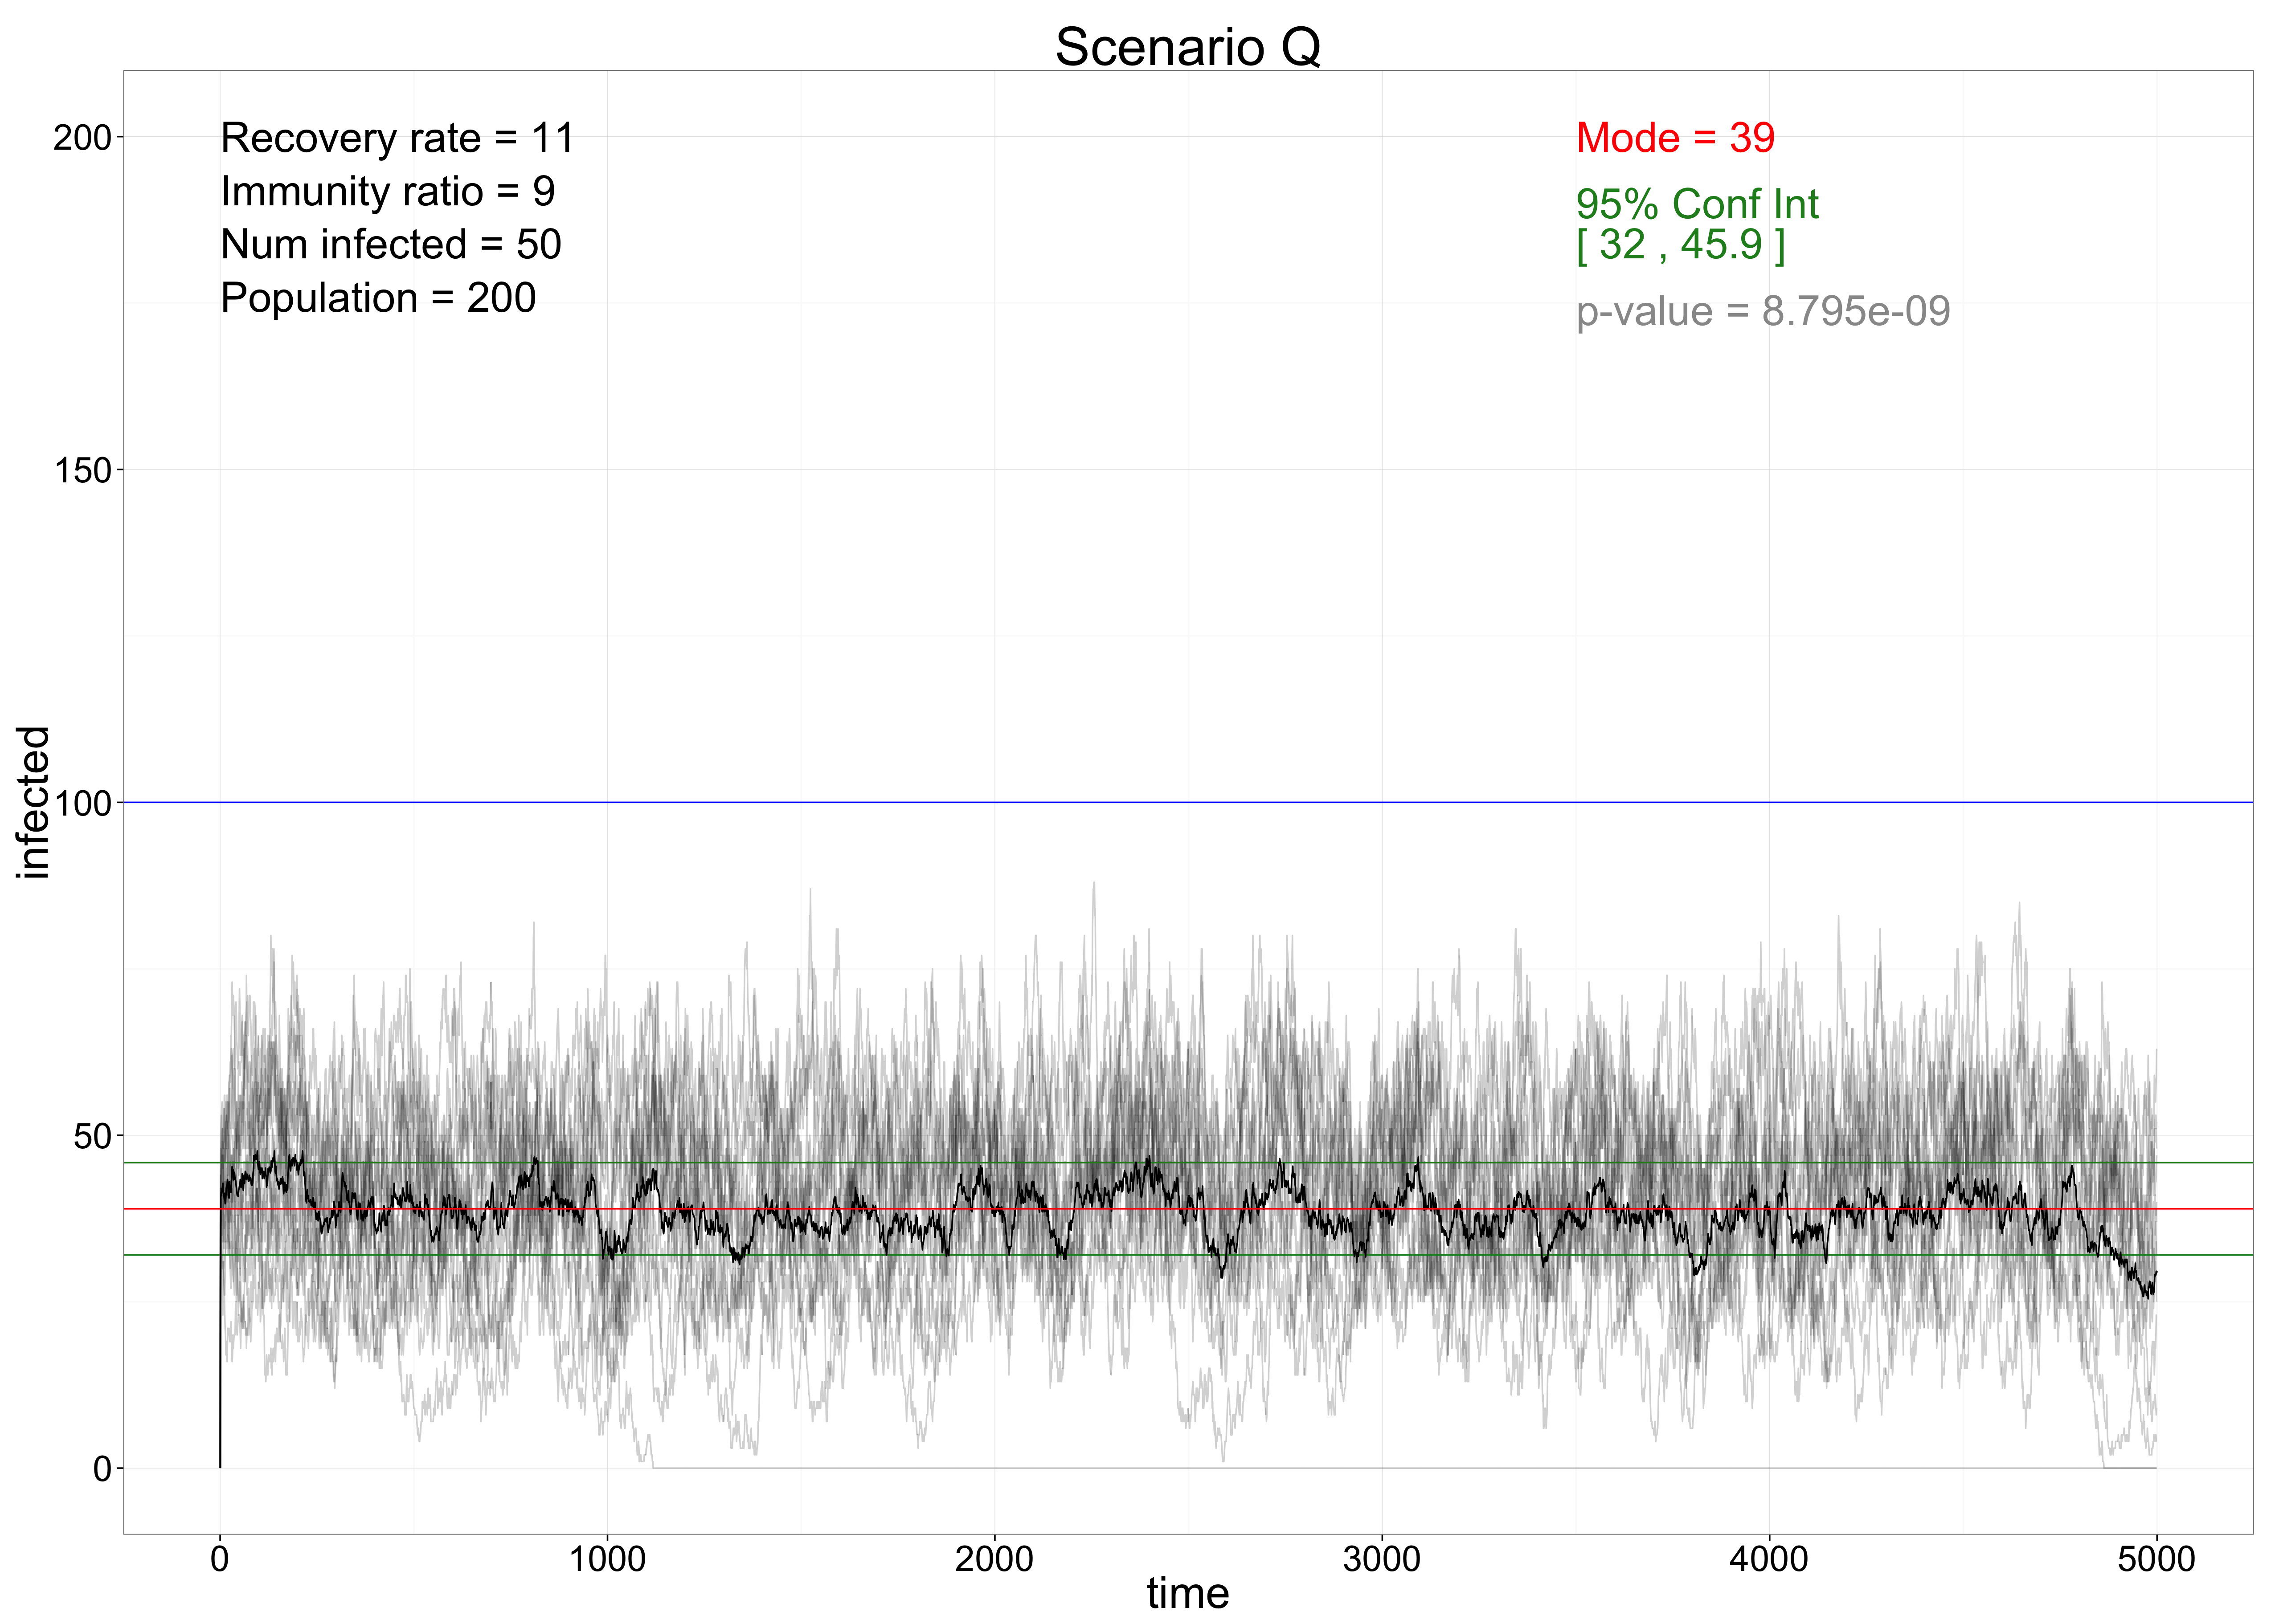 Scenario Q
Recovery rate = 11
Immunity ratio = 9
Num infected = 50
Population = 200
Mode = 39
95% Conf Int
[ 32 , 45.9 ]
p-value = 8.795e-09
infected
200
150
100
50
0
0 1000 2000 3000 4000 5000
time